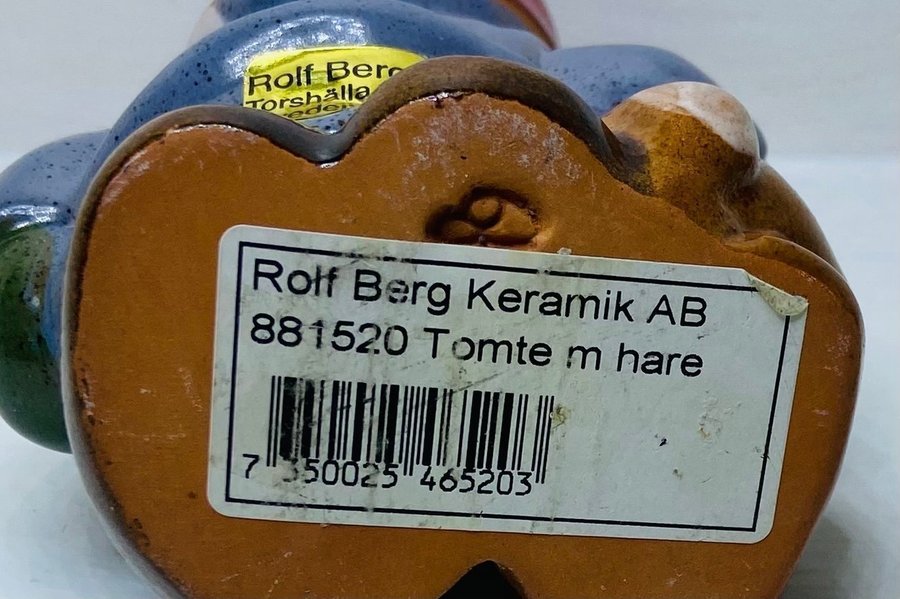 Rolf Berg
Torshälla
Rolf Berg Keramik AB
881520 Tomte m hare
7 350025 465203